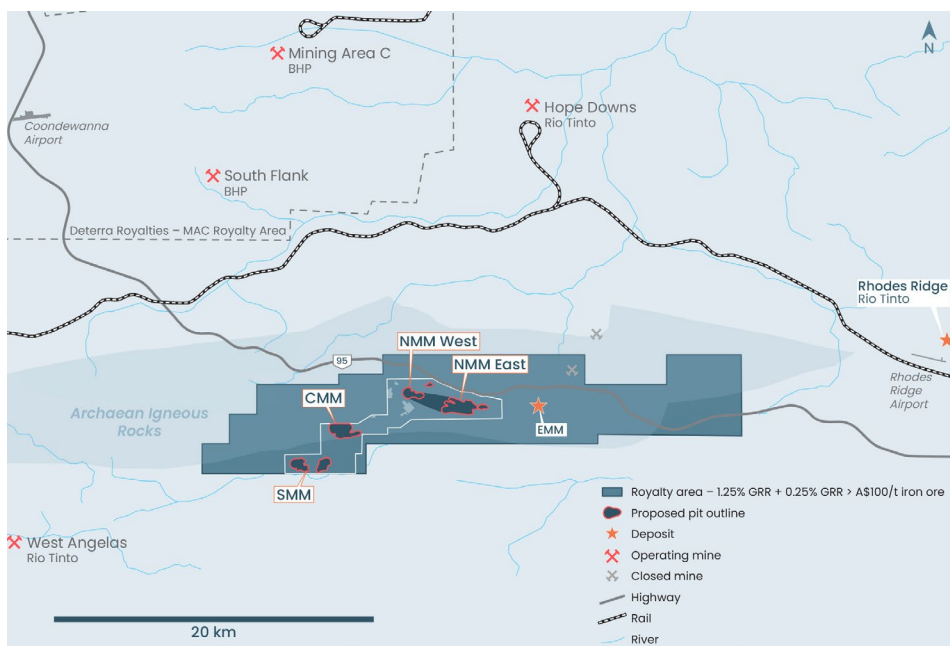 Mining Area C
BHP
N
Hope Downs
Rio Tinto
Coondewanna
Airport
South Flank
BHP
Deterra Royalties – MAC Royalty Area
Rhodes Ridge
Rio Tinto
NMM West
95
NMM East
Rhodes
Ridge
Airport
CMM
Archaean Igneous
Rocks
EMM
SMM
Royalty area – 1.25% GRR + 0.25% GRR > A$100/t iron ore
Proposed pit outline
Deposit
West Angelas
Rio Tinto
Operating mine
Closed mine
Highway
Rail
20 km
River